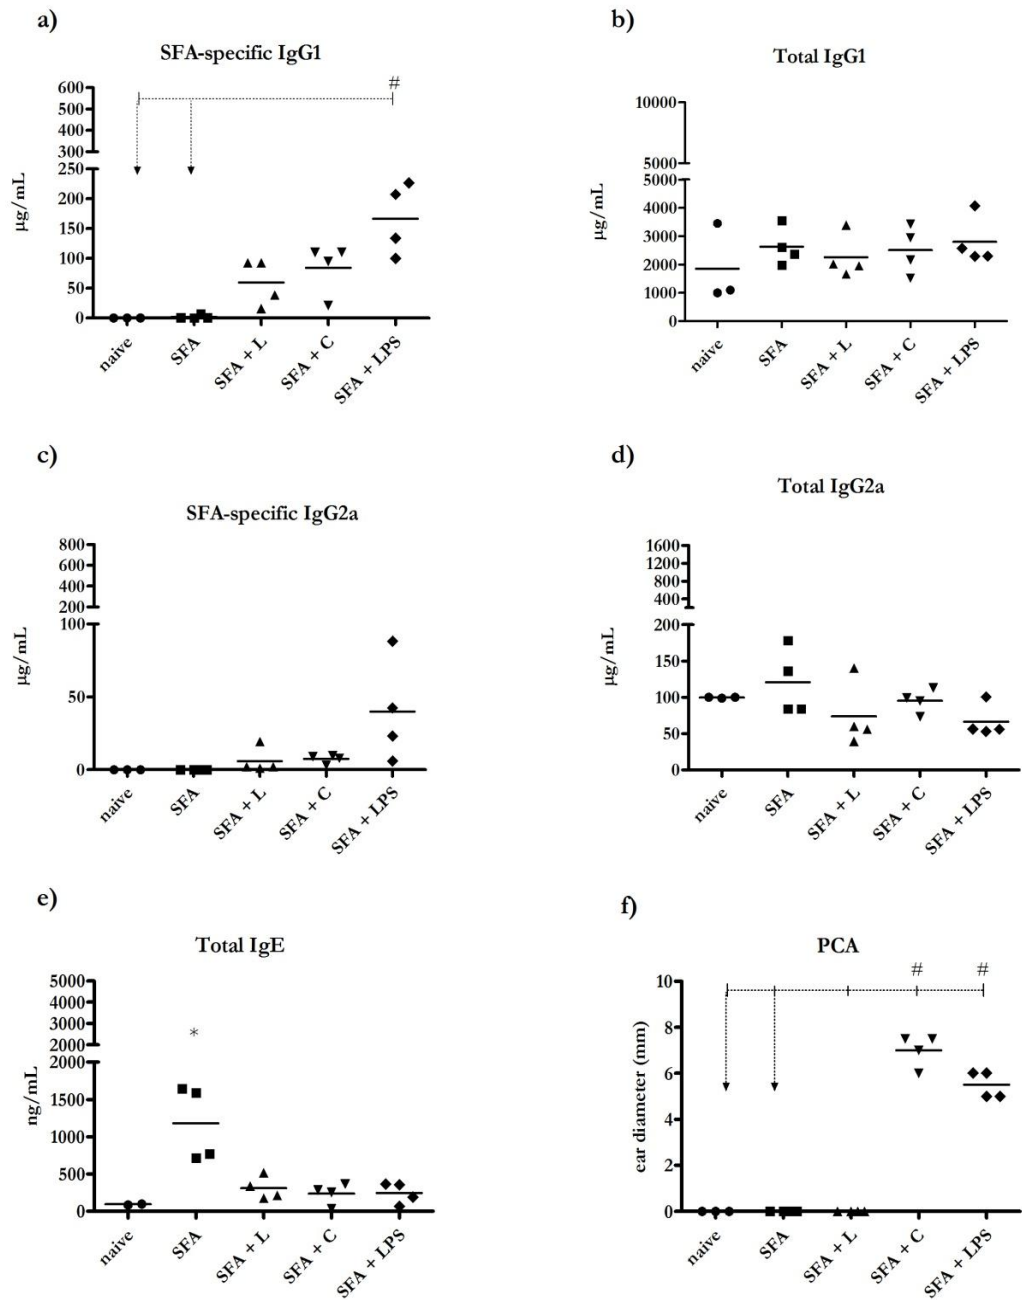 a)
SFA-specific IgG1
#
600
500
400
300
250
200
150
100
50
0
µg/mL
naive
SFA
SFA + L
SFA + C
SFA + LPS
b)
Total IgG1
10000
5000
5000
4000
3000
2000
1000
0
µg/mL
naive
SFA
SFA + L
SFA + C
SFA + LPS
c)
SFA-specific IgG2a
800
600
400
200
100
50
0
µg/mL
naive
SFA
SFA + L
SFA + C
SFA + LPS
d)
Total IgG2a
1600
1200
800
400
200
150
100
50
0
µg/mL
naive
SFA
SFA + L
SFA + C
SFA + LPS
e)
Total IgE
5000
4000
3000
2000
2000
1500
1000
500
0
*
ng/mL
naive
SFA
SFA + L
SFA + C
SFA + LPS
f)
PCA
# #
10
8
6
4
2
0
ear diameter (mm)
naive
SFA
SFA + L
SFA + C
SFA + LPS